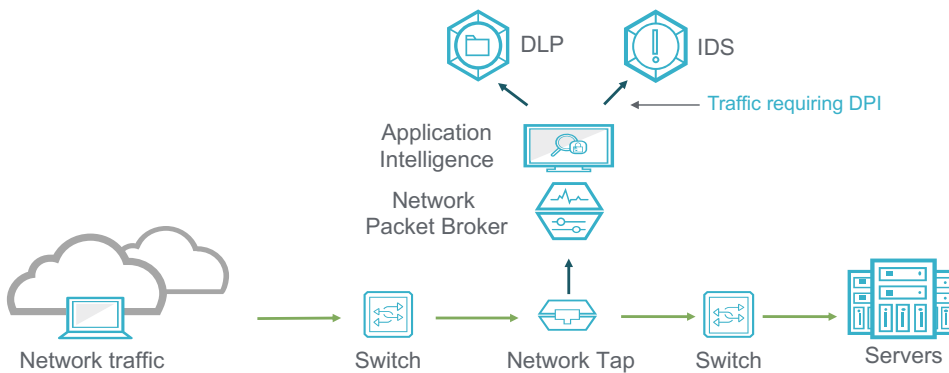 DLP
IDS
Traffic requiring DPI
Application
Intelligence
Network
Packet Broker
Network traffic
Switch
Network Tap
Switch
Servers